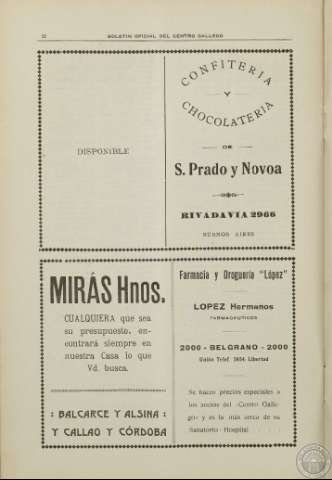 BOLETIN OFICIAL DEL CENTRO GALLEGO
DISPONIBLE
CONFITERIA
Y
CHOCOLATERIA
DE
S. Prado y Novoa
RIVADAVIA 2966
BUENOS AIRES
MIRÁS Hnos.
CUALQUIERA que sea
su presupuesto, en-
contrará siempre en
nuestra Casa lo que
Vd. busca.
: BALCARCE Y ALSINA :
Y CALLAO Y CÓRDOBA
Farmacia y Droguería "López"
LOPEZ Hermanos
FARMACEUTICOS
2000 - BELGRANO - 2000
Unión Telef. Libertad
Se hacen precios especiales a
los socios del «Centro Galle-
go» y es la más cerca de su
Sanatorio-Hospital.